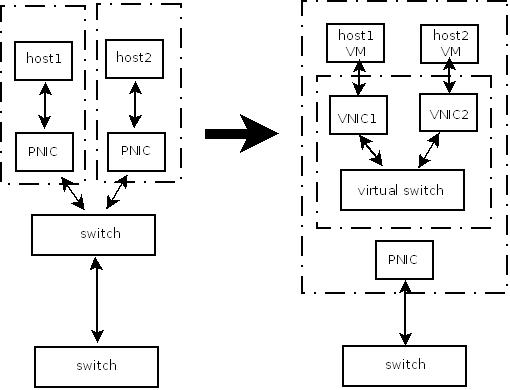 host1
host2
PNIC
PNIC
switch
switch
host1
VM
host2
VM
VNIC1
VNIC2
virtual switch
PNIC
switch